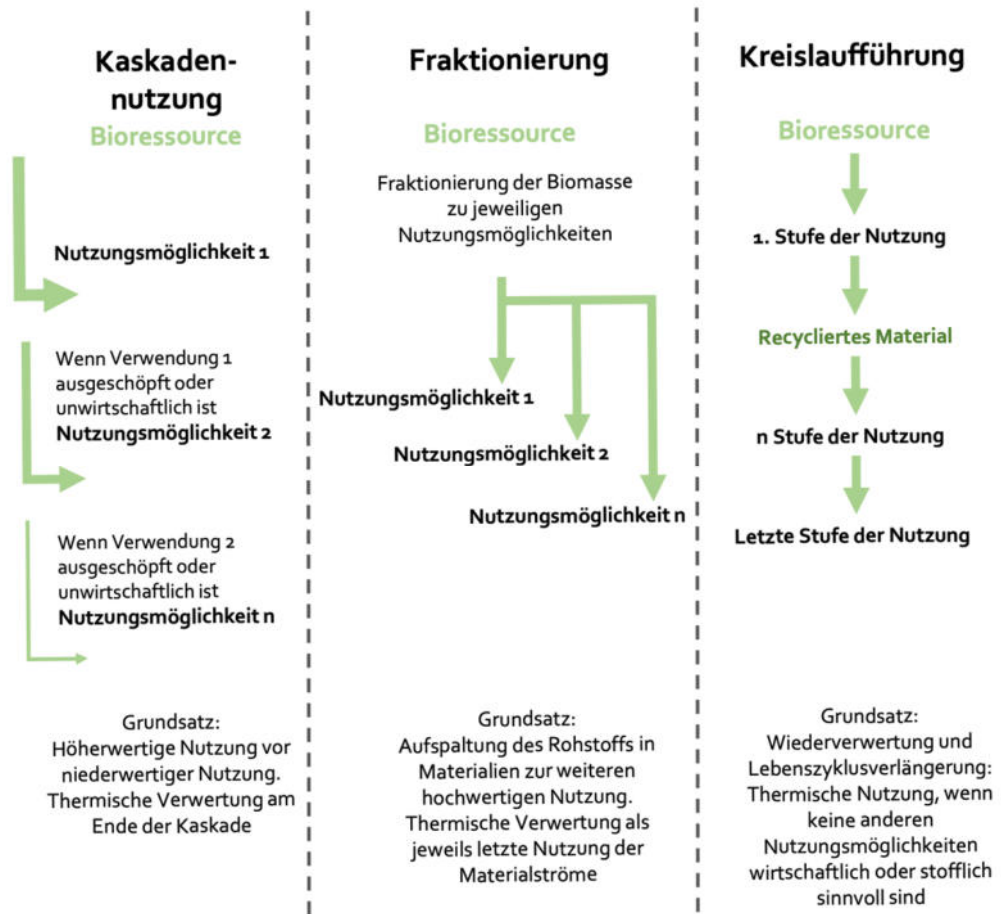 Kaskaden-
nutzung
Bioressource
Nutzungsmöglichkeit 1
Wenn Verwendung 1
ausgeschöpft oder
unwirtschaftlich ist
Nutzungsmöglichkeit 2
Wenn Verwendung 2
ausgeschöpft oder
unwirtschaftlich ist
Nutzungsmöglichkeit n
Grundsatz:
Höherwertige Nutzung vor
niederwertiger Nutzung.
Thermische Verwertung am
Ende der Kaskade
Fraktionierung
Bioressource
Fraktionierung der Biomasse
zu jeweiligen
Nutzungsmöglichkeiten
Nutzungsmöglichkeit 1
Nutzungsmöglichkeit 2
Nutzungsmöglichkeit n
Grundsatz:
Aufspaltung des Rohstoffs in
Materialien zur weiteren
hochwertigen Nutzung.
Thermische Verwertung als
jeweils letzte Nutzung der
Materialströme
Kreislaufführung
Bioressource
1. Stufe der Nutzung
Recycliertes Material
n Stufe der Nutzung
Letzte Stufe der Nutzung
Grundsatz:
Wiederverwertung und
Lebenszyklusverlängerung:
Thermische Nutzung, wenn
keine anderen
Nutzungsmöglichkeiten
wirtschaftlich oder stofflich
sinnvoll sind